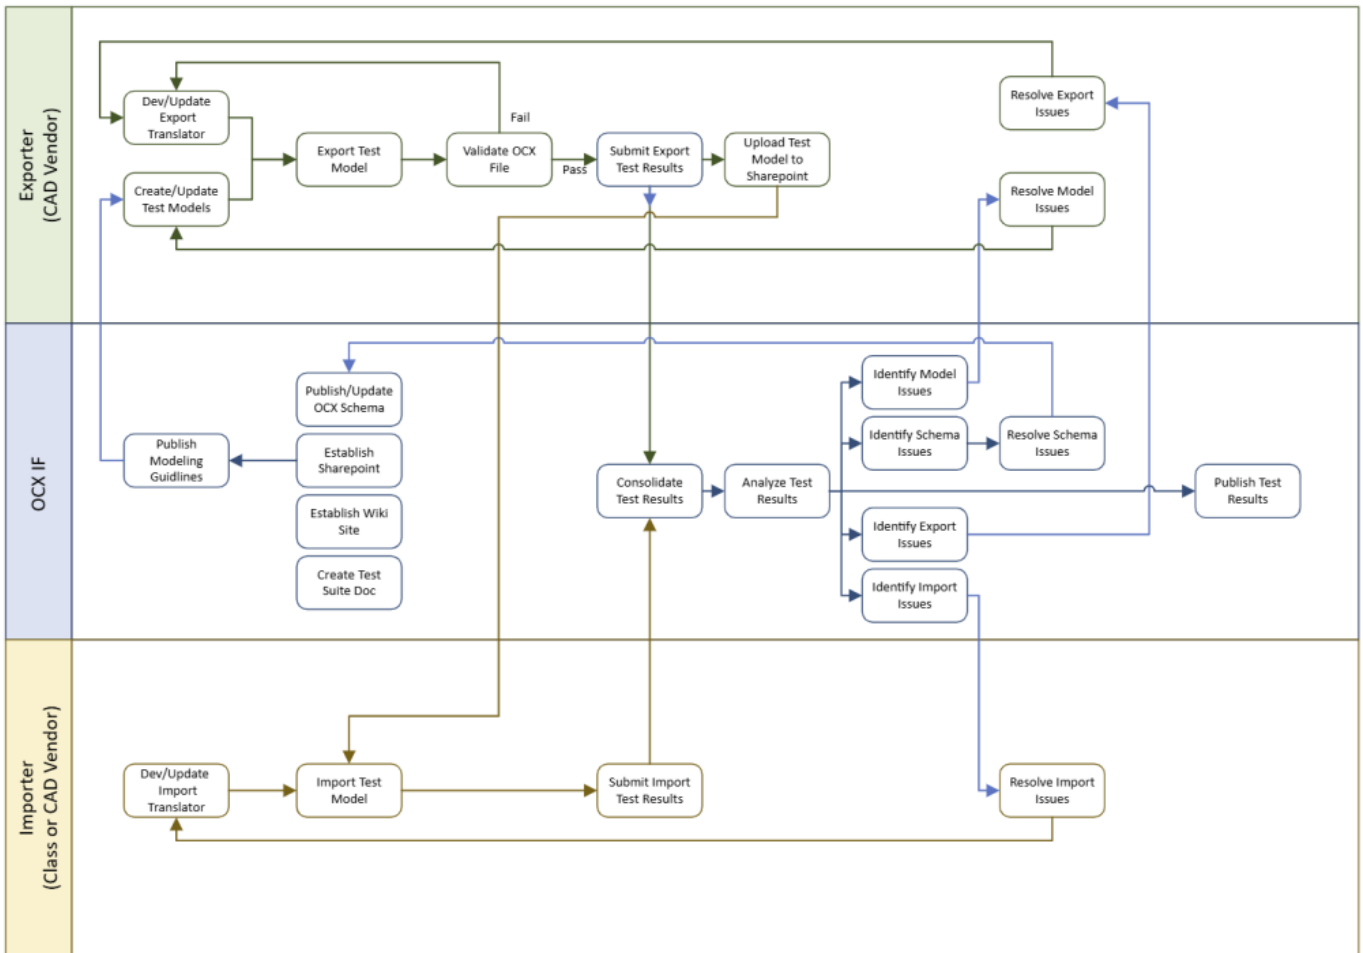 Exporter
(CAD Vendor)
Dev/Update
Export
Translator
Create/Update
Test Models
Export Test
Model
Fail
Validate OCX
File
Pass
Submit Export
Test Results
Upload Test
Model to
Sharepoint
Resolve Export
Issues
Resolve Model
Issues
OCX IF
Publish
Modeling
Guidlines
Publish/Update
OCX Schema
Establish
Sharepoint
Establish Wiki
Site
Create Test
Suite Doc
Consolidate
Test Results
Analyze Test
Results
Identify Model
Issues
Identify Schema
Issues
Identify Export
Issues
Identify Import
Issues
Resolve Schema
Issues
Publish Test
Results
Importer
(Class or CAD Vendor)
Dev/Update
Import
Translator
Import Test
Model
Submit Import
Test Results
Resolve Import
Issues